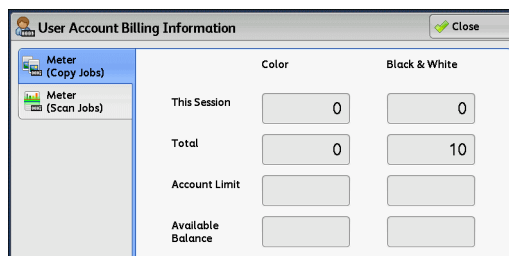 User Account Billing Information
Close
Meter
(Copy Jobs)
Meter
(Scan Jobs)
Color Black & White
This Session 0 0
Total 0 10
Account Limit
Available
Balance